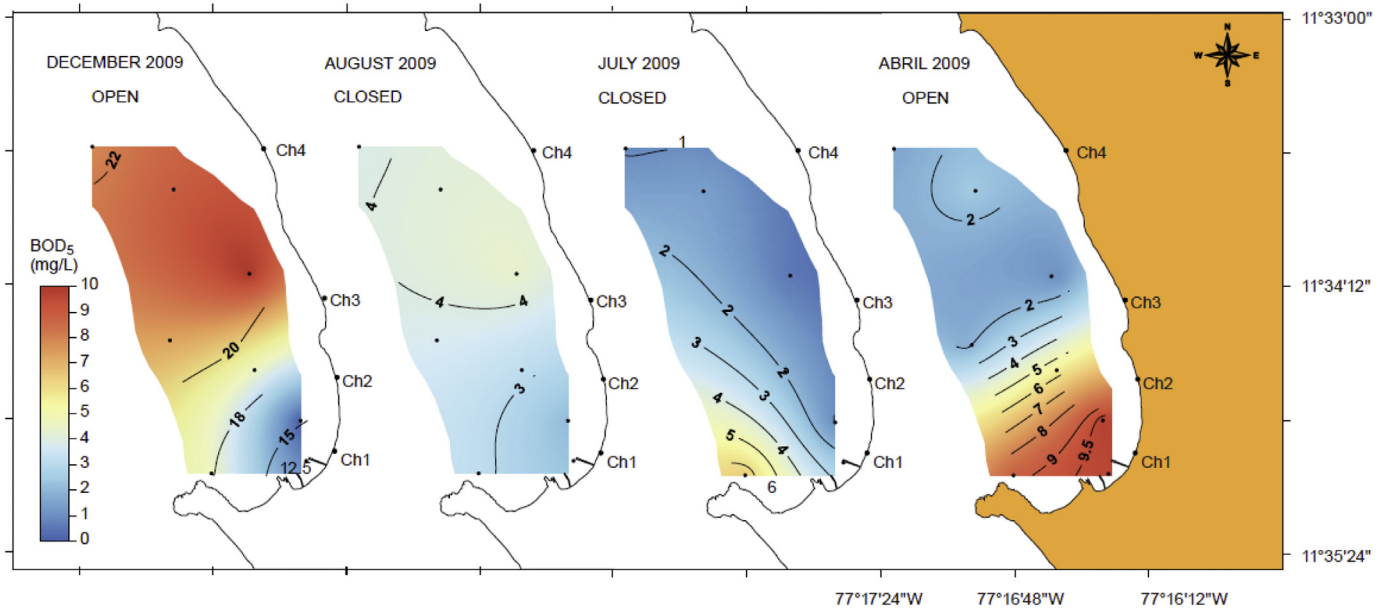 DECEMBER 2009
OPEN
AUGUST 2009
CLOSED
JULY 2009
CLOSED
ABRIL 2009
OPEN
N
W E
S
11°33'00"
11°34'12"
11°35'24"
77°17'24"W
77°16'48"W
77°16'12"W
BOD5
(mg/L)
10
9
8
7
6
5
4
3
2
1
0
22
20
18
15
12.5
Ch4
Ch3
Ch2
Ch1
4
4
4
3
Ch4
Ch3
Ch2
Ch1
1
2
2
2
3
3
4
4
5
6
Ch4
Ch3
Ch2
Ch1
2
2
3
4
5
6
7
8
9
9.5
Ch4
Ch3
Ch2
Ch1